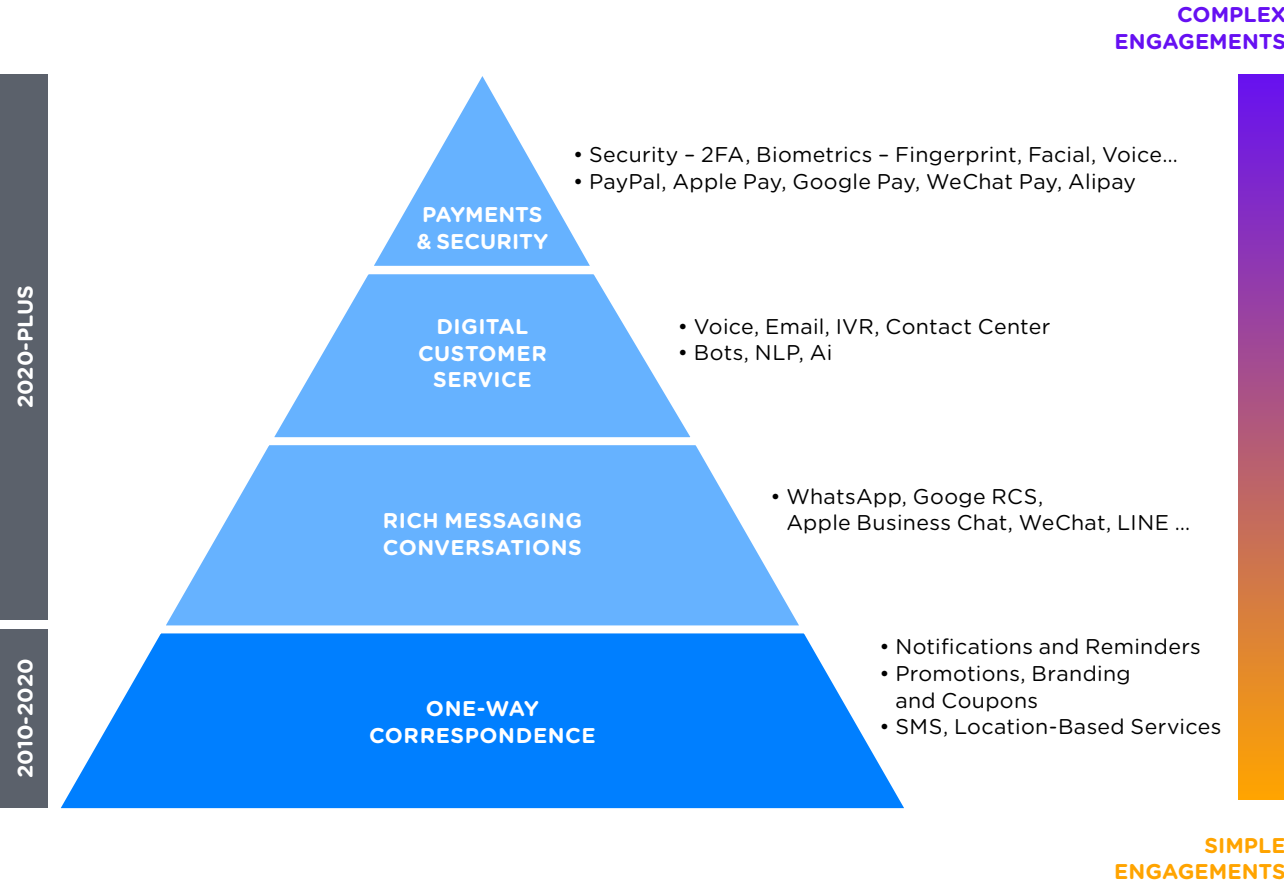 COMPLEX
ENGAGEMENTS
2020-PLUS
PAYMENTS
& SECURITY
• Security – 2FA, Biometrics – Fingerprint, Facial, Voice...
• PayPal, Apple Pay, Google Pay, WeChat Pay, Alipay
DIGITAL
CUSTOMER
SERVICE
• Voice, Email, IVR, Contact Center
• Bots, NLP, Ai
RICH MESSAGING
CONVERSATIONS
• WhatsApp, Googe RCS,
Apple Business Chat, WeChat, LINE ...
2010-2020
ONE-WAY
CORRESPONDENCE
• Notifications and Reminders
• Promotions, Branding
and Coupons
• SMS, Location-Based Services
SIMPLE
ENGAGEMENTS